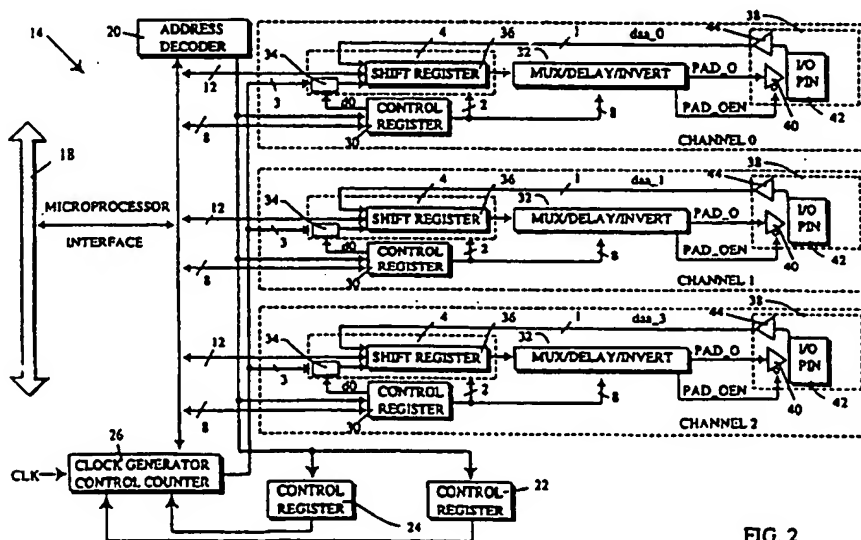 14
20
ADDRESS DECODER
18
MICROPROCESSOR INTERFACE
12
3
8
34
4
36
1
dsa_0
44
38
SHIFT REGISTER
32
MUX/DELAY/INVERT
PAD_O
I/O PIN
d0
CONTROL REGISTER
30
2
8
PAD_OEN
40
42
CHANNEL 0
12
3
8
34
4
36
1
dsa_1
44
38
SHIFT REGISTER
32
MUX/DELAY/INVERT
PAD_O
I/O PIN
d0
CONTROL REGISTER
30
2
8
PAD_OEN
40
42
CHANNEL 1
12
3
8
34
4
36
1
dsa_3
44
38
SHIFT REGISTER
32
MUX/DELAY/INVERT
PAD_O
I/O PIN
d0
CONTROL REGISTER
30
2
8
PAD_OEN
40
42
CHANNEL 2
26
CLK
CLOCK GENERATOR
CONTROL COUNTER
CONTROL REGISTER
24
CONTROL-REGISTER
22
FIG. 2